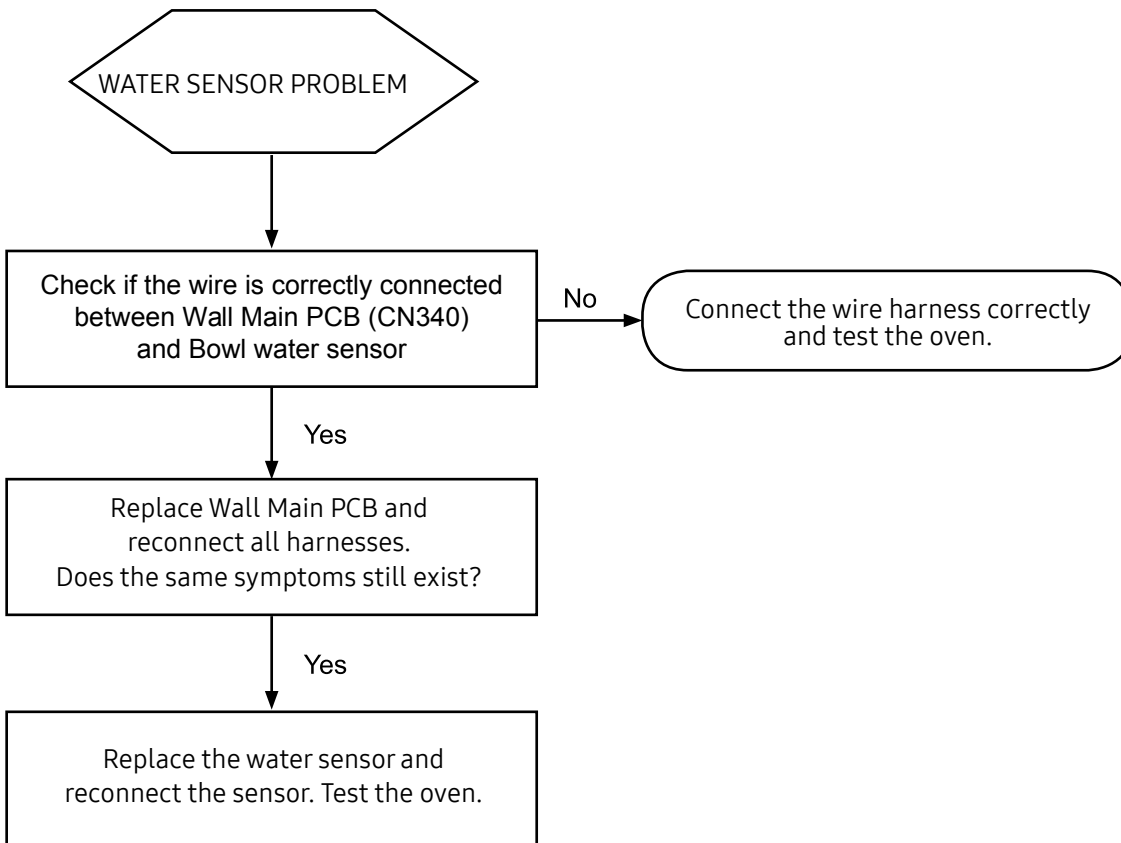 WATER SENSOR PROBLEM
Check if the wire is correctly connected
between Wall Main PCB (CN340)
and Bowl water sensor
No
Connect the wire harness correctly
and test the oven.
Yes
Replace Wall Main PCB and
reconnect all harnesses.
Does the same symptoms still exist?
Yes
Replace the water sensor and
reconnect the sensor. Test the oven.